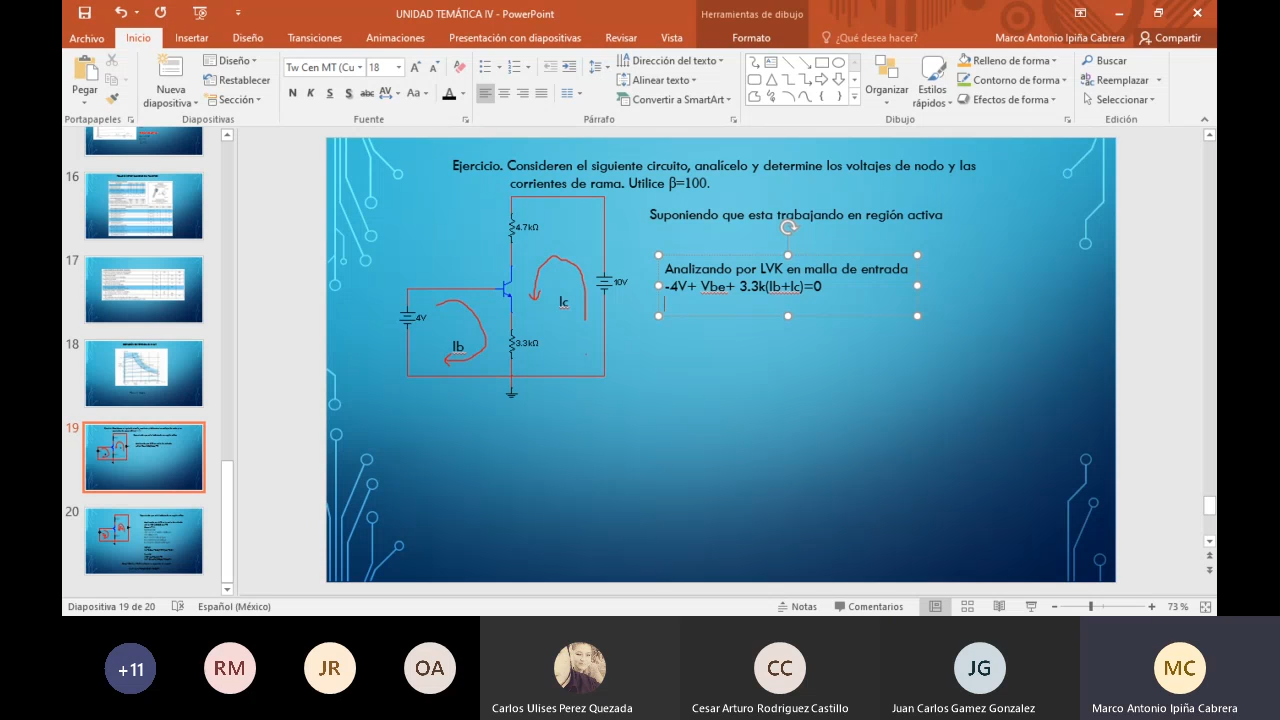 UNIDAD TEMÁTICA IV - PowerPoint
Herramientas de dibujo
Archivo Inicio Insertar Diseño Transiciones Animaciones Presentación con diapositivas Revisar Vista Formato ¿Qué desea hacer? Marco Antonio Ipiña Cabrera Compartir
Pegar
Nueva diapositiva
Diseño
Restablecer
Sección
Tw Cen MT (Cu 18
N K S S abc AV Aa A
Dirección del texto
Alinear texto
Convertir a SmartArt
Organizar
Estilos rápidos
Relleno de forma
Contorno de forma
Efectos de forma
Buscar
Reemplazar
Seleccionar
Portapapeles Diapositivas Fuente Párrafo Dibujo Edición
16
17
18
19
20
Ejercicio. Consideren el siguiente circuito, analícelo y determine los voltajes de nodo y las
corrientes de rama. Utilice β=100.
Suponiendo que esta trabajando en región activa
4.7kΩ
Analizando por LVK en malla de entrada
-4V+ Vbe+ 3.3k(Ib+Ic)=0
10V
Ic
4V
Ib
3.3kΩ
Diapositiva 19 de 20 Español (México) Notas Comentarios 73 %
+11 RM JR OA CC JG MC
Carlos Ulises Perez Quezada Cesar Arturo Rodriguez Castillo Juan Carlos Gamez Gonzalez Marco Antonio Ipiña Cabrera